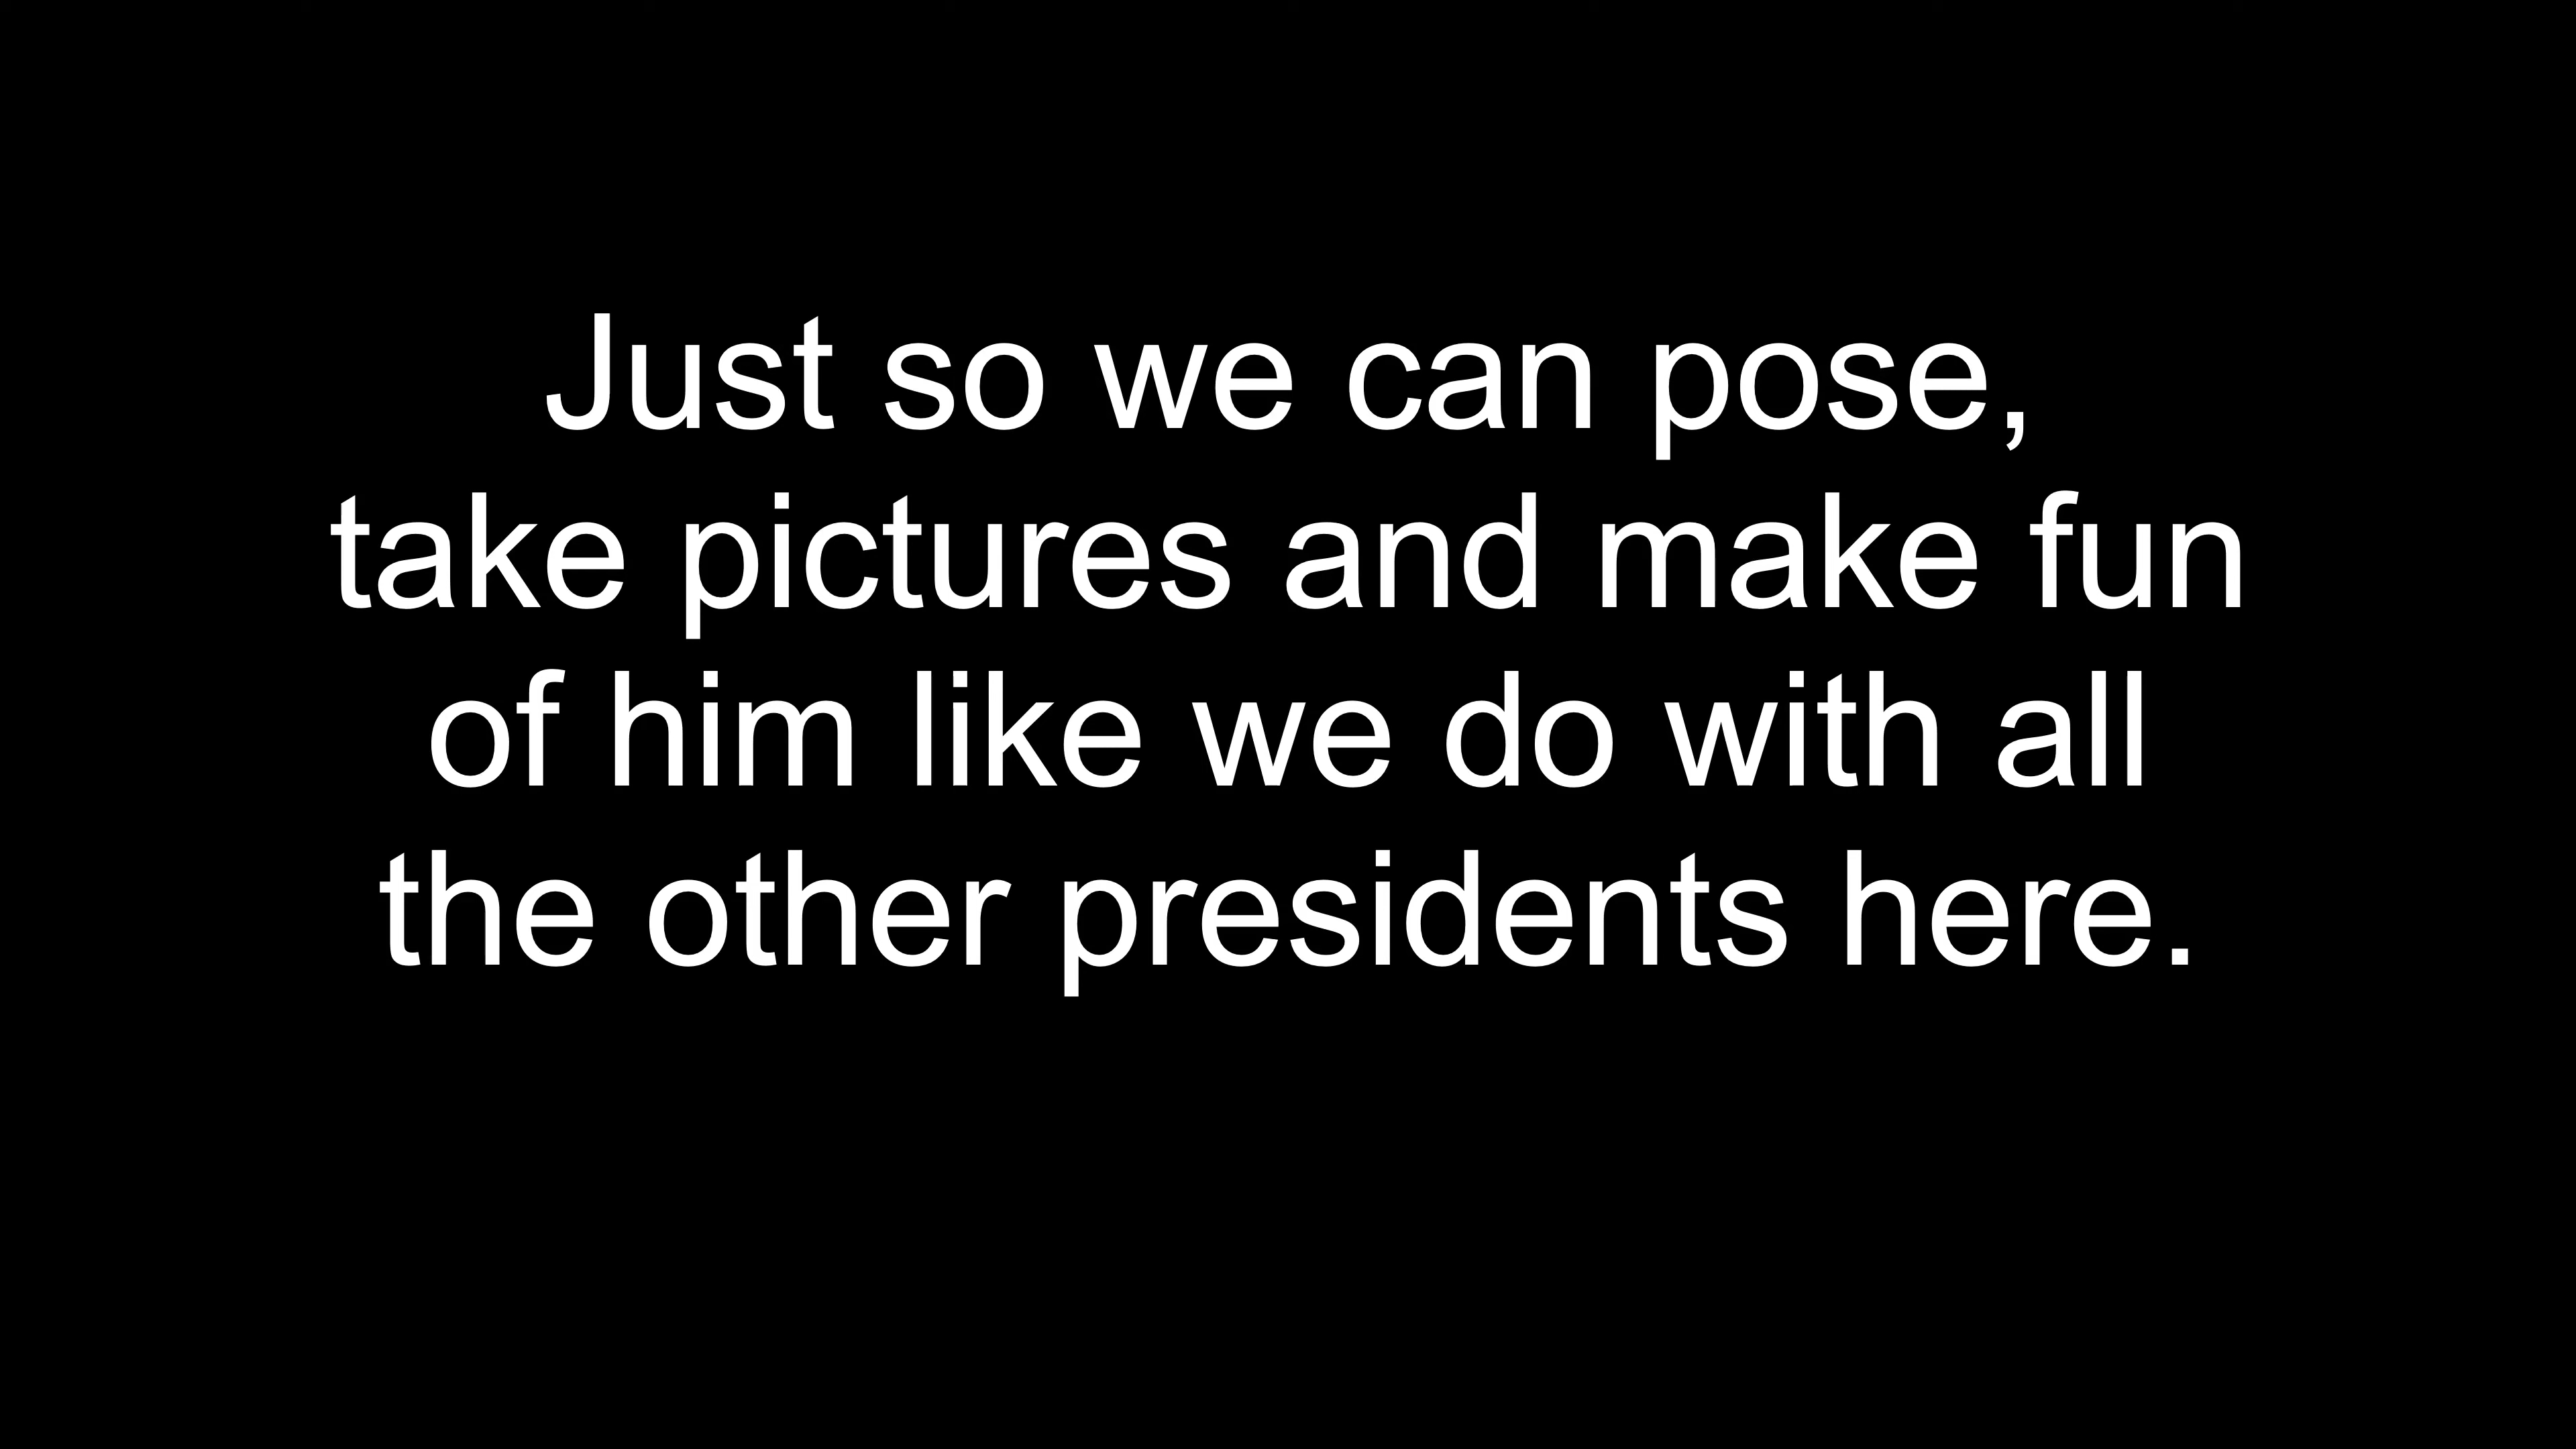 Just so we can pose,
take pictures and make fun
of him like we do with all
the other presidents here.